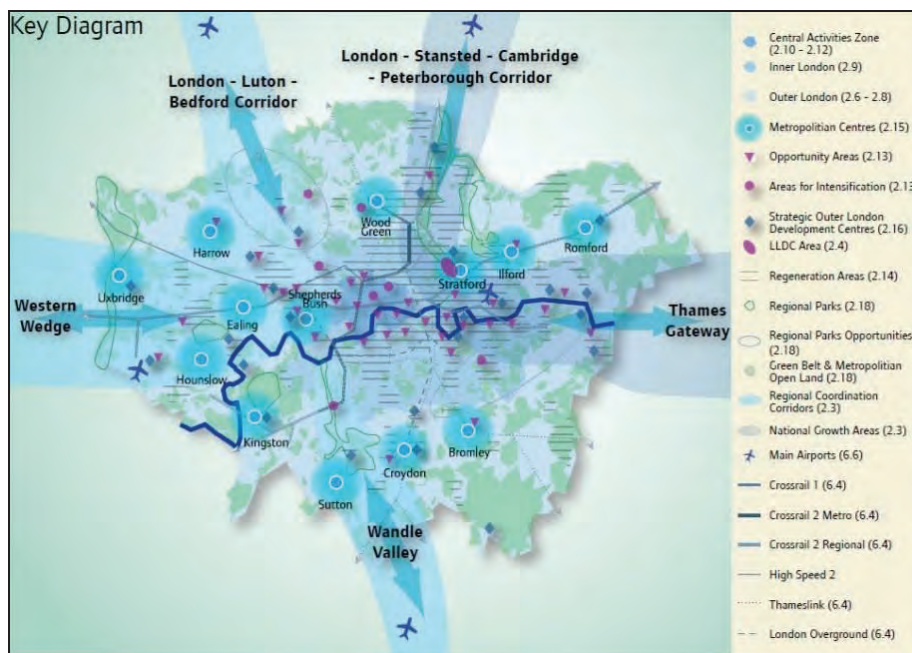 Key Diagram
London - Luton -
Bedford Corridor
London - Stansted - Cambridge
- Peterborough Corridor
Wood
Green
Harrow
Romford
Ilford
Stratford
Uxbridge
Shepherds
Bush
Ealing
Western
Wedge
Thames
Gateway
Hounslow
Kingston
Croydon
Bromley
Sutton
Wandle
Valley
Central Activities Zone
(2.10 - 2.12)
Inner London (2.9)
Outer London (2.6 - 2.8)
Metropolitian Centres (2.15)
Opportunity Areas (2.13)
Areas for Intensification (2.13
Strategic Outer London
Development Centres (2.16)
LLDC Area (2.4)
Regeneration Areas (2.14)
Regional Parks (2.18)
Regional Parks Opportunities
(2.18)
Green Belt & Metropolitian
Open Land (2.18)
Regional Coordination
Corridors (2.3)
National Growth Areas (2.3)
Main Airports (6.6)
Crossrail 1 (6.4)
Crossrail 2 Metro (6.4)
Crossrail 2 Regional (6.4)
High Speed 2
Thameslink (6.4)
London Overground (6.4)